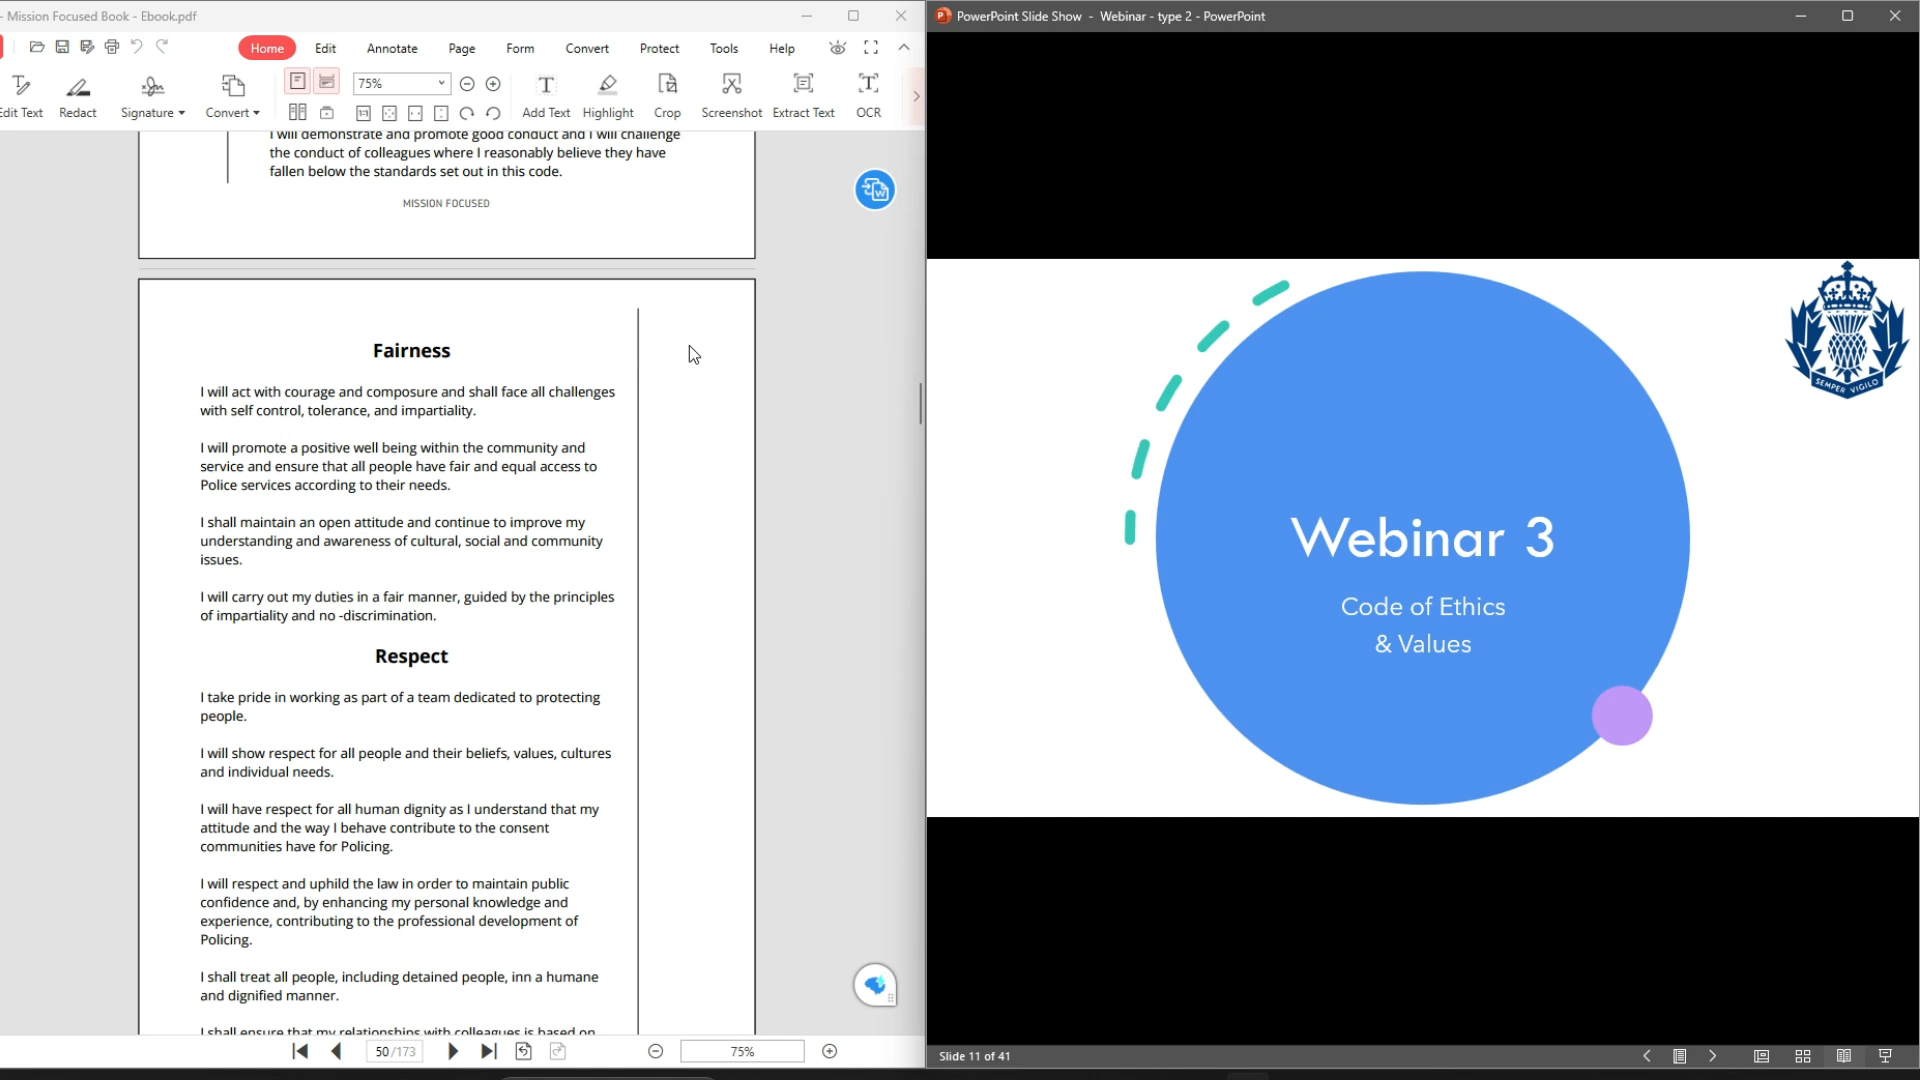 - Mission Focused Book - Ebook.pdf
Home Edit Annotate Page Form Convert Protect Tools Help
75%
Edit Text Redact Signature Convert Add Text Highlight Crop Screenshot Extract Text OCR
I will demonstrate and promote good conduct and I will challenge
the conduct of colleagues where I reasonably believe they have
fallen below the standards set out in this code.
MISSION FOCUSED
Fairness
I will act with courage and composure and shall face all challenges
with self control, tolerance, and impartiality.
I will promote a positive well being within the community and
service and ensure that all people have fair and equal access to
Police services according to their needs.
I shall maintain an open attitude and continue to improve my
understanding and awareness of cultural, social and community
issues.
I will carry out my duties in a fair manner, guided by the principles
of impartiality and no -discrimination.
Respect
I take pride in working as part of a team dedicated to protecting
people.
I will show respect for all people and their beliefs, values, cultures
and individual needs.
I will have respect for all human dignity as I understand that my
attitude and the way I behave contribute to the consent
communities have for Policing.
I will respect and uphild the law in order to maintain public
confidence and, by enhancing my personal knowledge and
experience, contributing to the professional development of
Policing.
I shall treat all people, including detained people, inn a humane
and dignified manner.
I shall ensure that my relationships with colleagues is based on
50/173
75%
PowerPoint Slide Show - Webinar - type 2 - PowerPoint
SEMPER VIGILO
Webinar 3
Code of Ethics
& Values
Slide 11 of 41